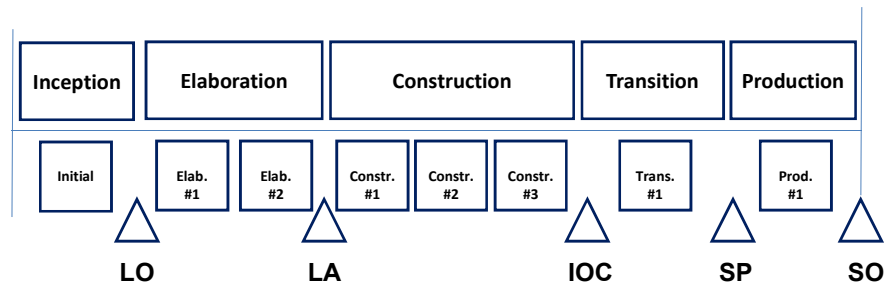 Inception
Elaboration
Construction
Transition
Production
Initial
Elab.
#1
Elab.
#2
Constr.
#1
Constr.
#2
Constr.
#3
Trans.
#1
Prod.
#1
LO
LA
IOC
SP
SO